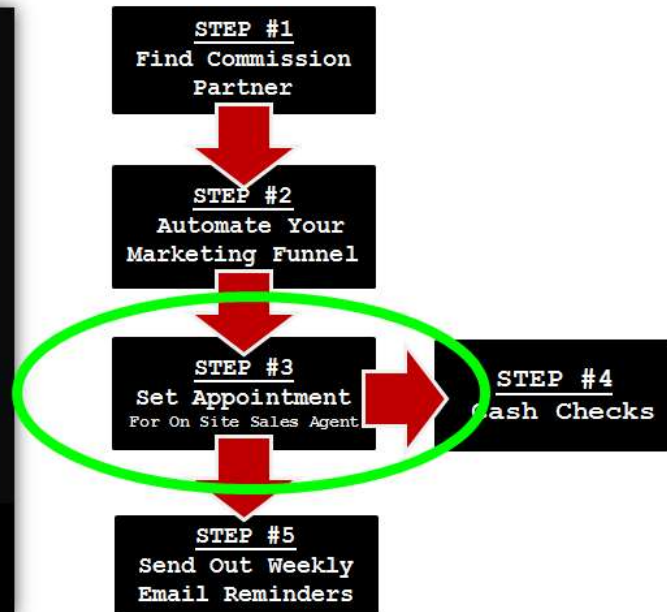 STEP #1
Find Commission
Partner
STEP #2
Automate Your
Marketing Funnel
STEP #3
Set Appointment
For On Site Sales Agent
STEP #4
Cash Checks
STEP #5
Send Out Weekly
Email Reminders